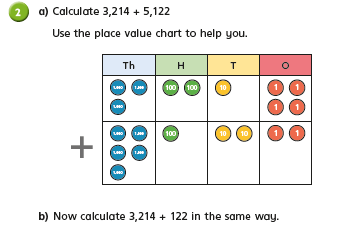 2 a) Calculate 3,214 + 5,122
Use the place value chart to help you.
Th H T O
1,000 1,000 100 100 10 1 1
1,000 1 1
+
1,000 1,000 100 10 10 1 1
1,000 1,000
1,000
b) Now calculate 3,214 + 122 in the same way.